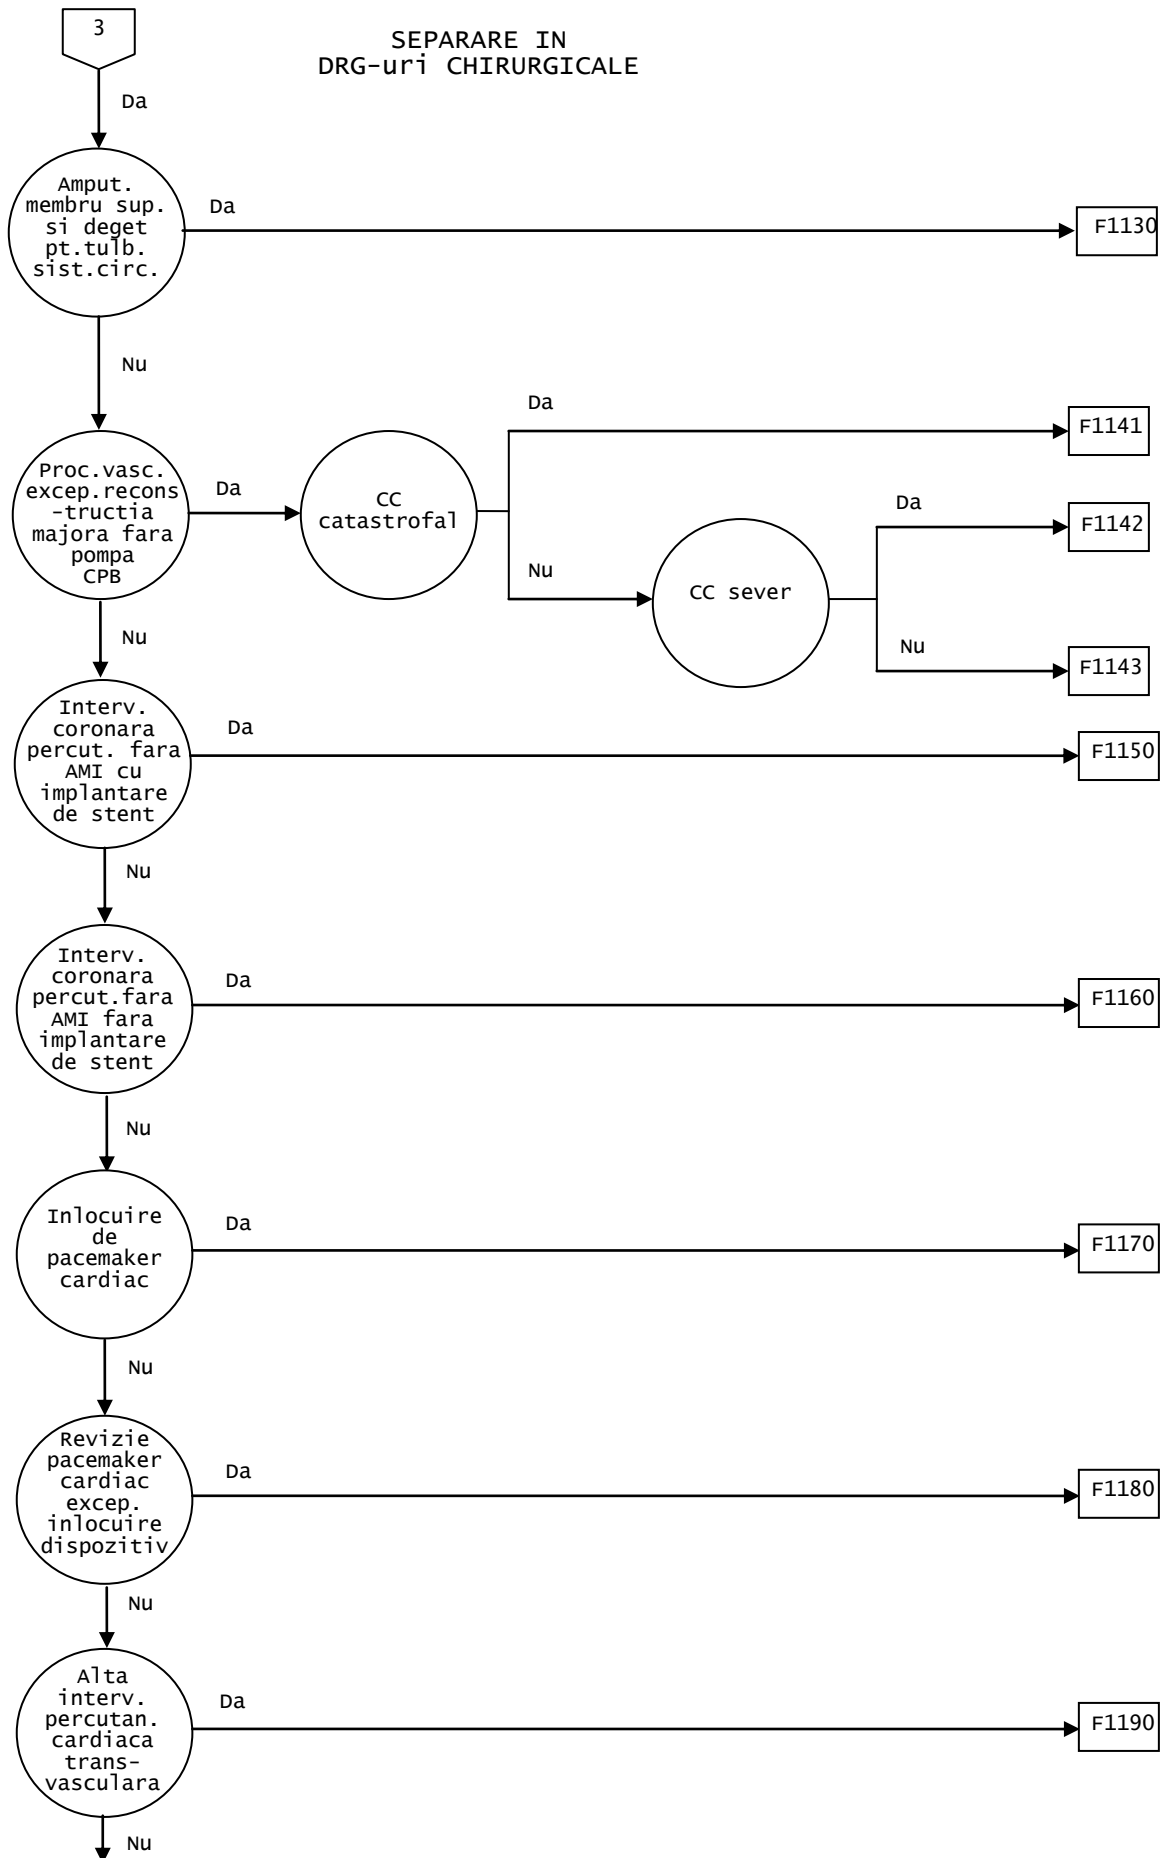 3
SEPARARE IN
DRG-uri CHIRURGICALE
Da
Amput.
membru sup.
si deget
pt.tulb.
sist.circ.
Da
F1130
Nu
Proc.vasc.
excep.recons
-tructia
majora fara
pompa
CPB
Da
CC
catastrofal
Da
F1141
Nu
CC sever
Da
F1142
Nu
F1143
Nu
Interv.
coronara
percut. fara
AMI cu
implantare
de stent
Da
F1150
Nu
Interv.
coronara
percut.fara
AMI fara
implantare
de stent
Da
F1160
Nu
Inlocuire
de
pacemaker
cardiac
Da
F1170
Nu
Revizie
pacemaker
cardiac
excep.
inlocuire
dispozitiv
Da
F1180
Nu
Alta
interv.
percutan.
cardiaca
trans-
vasculara
Da
F1190
Nu